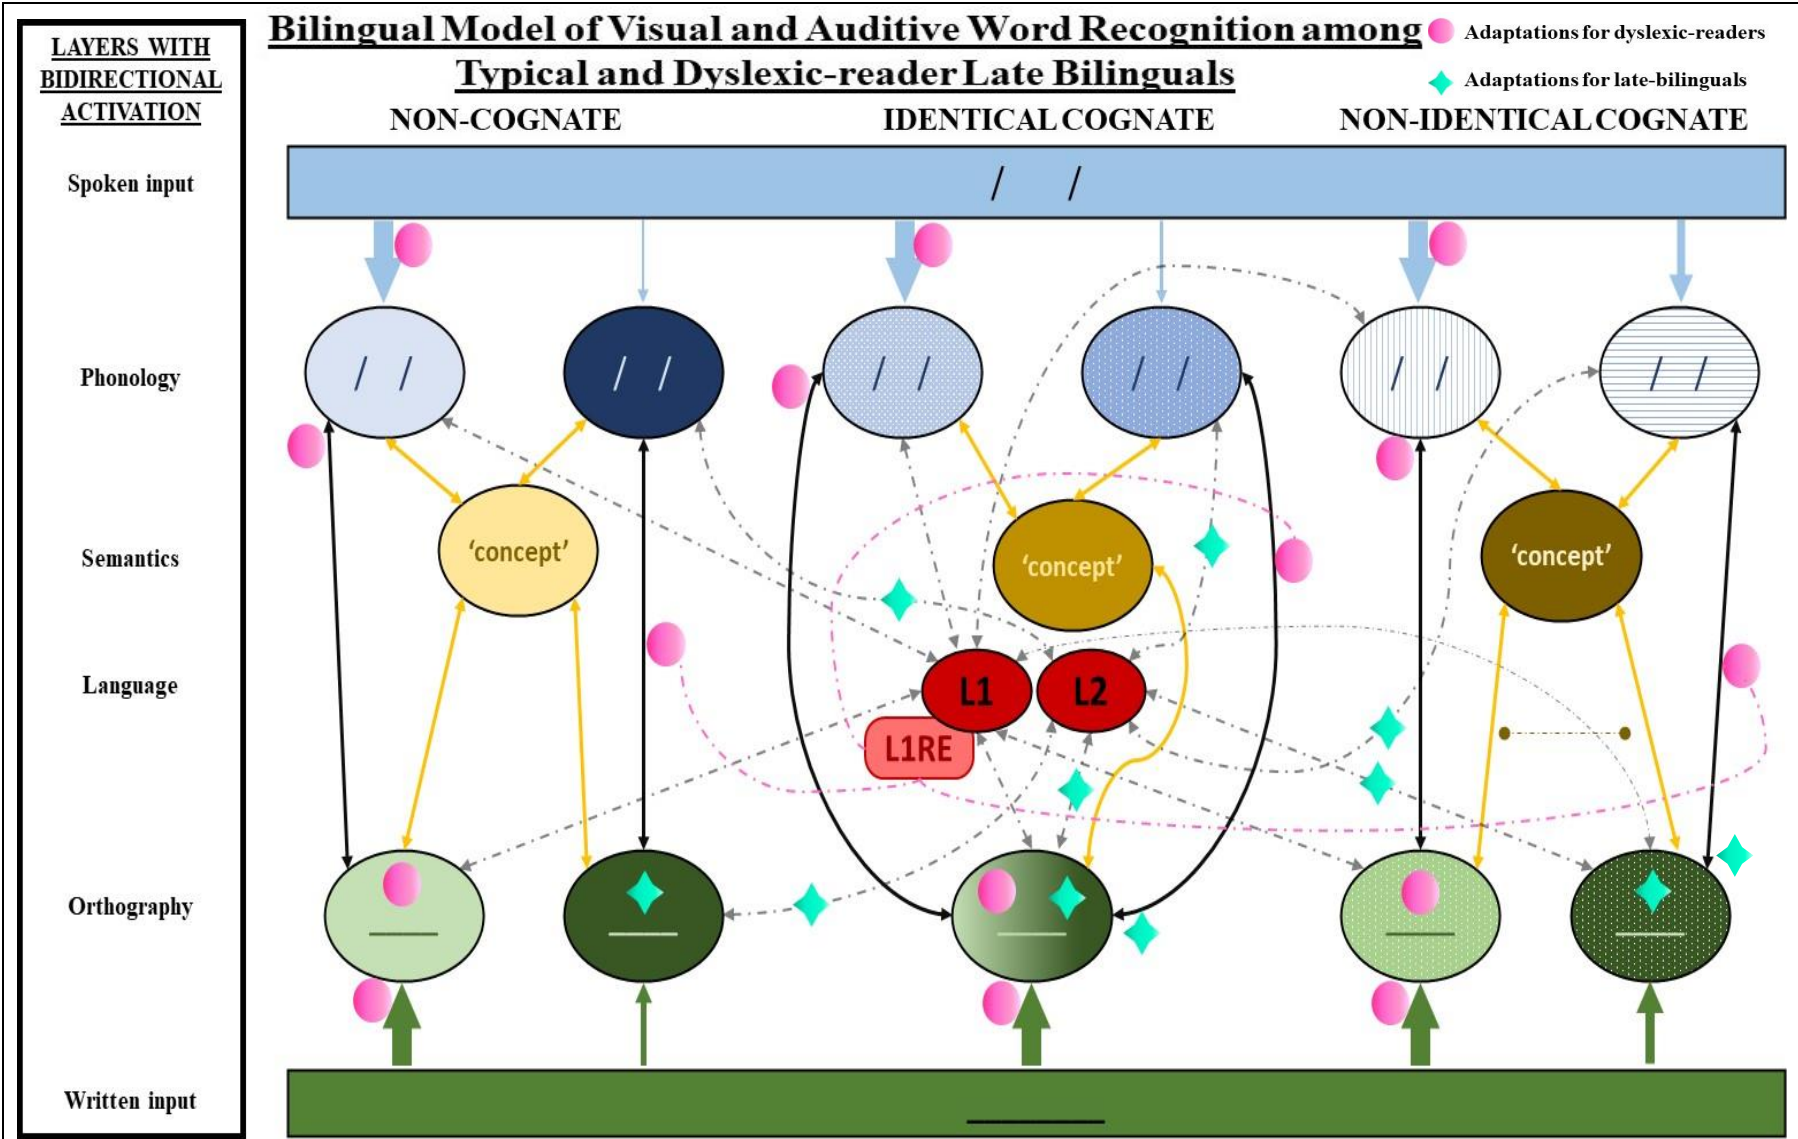 LAYERS WITH
BIDIRECTIONAL
ACTIVATION
Bilingual Model of Visual and Auditive Word Recognition among
Typical and Dyslexic-reader Late Bilinguals
Adaptations for dyslexic-readers
Adaptations for late-bilinguals
NON-COGNATE
IDENTICAL COGNATE
NON-IDENTICAL COGNATE
Spoken input
/ /
Phonology
/ /
/ /
/ /
/ /
/ /
/ /
Semantics
‘concept’
‘concept’
‘concept’
Language
L1
L2
L1RE
Orthography
Written input